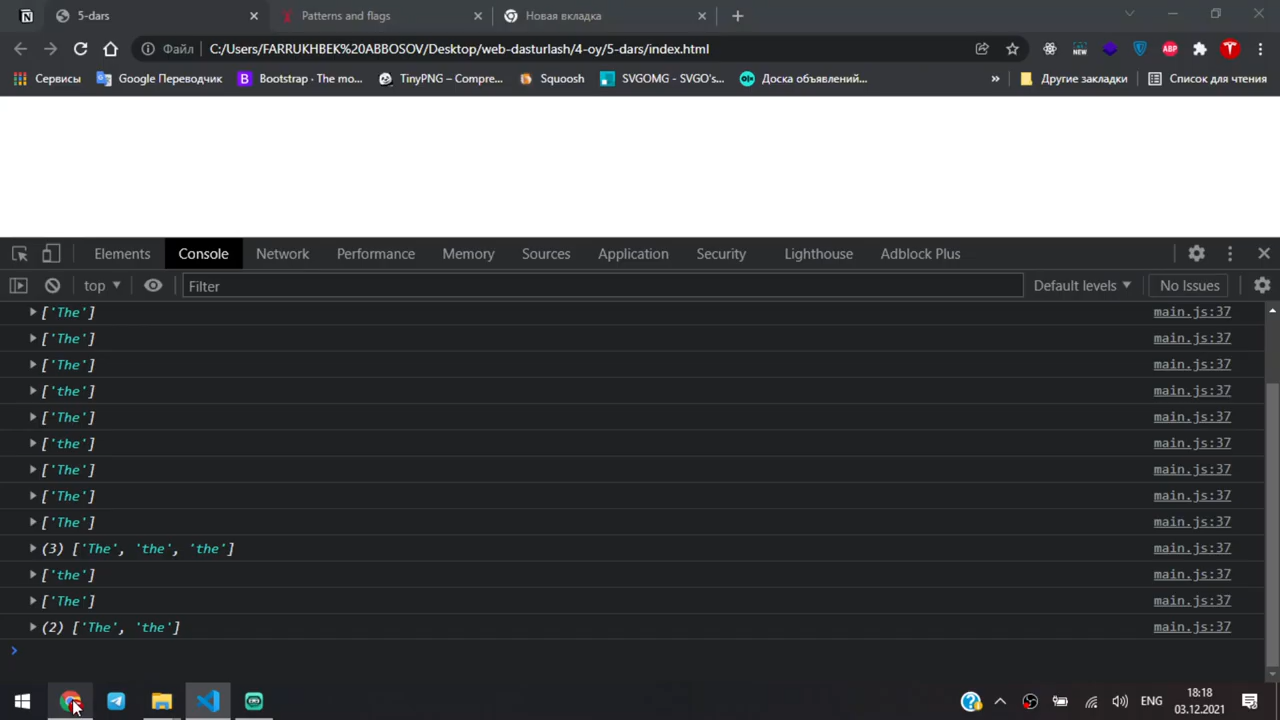 5-dars
Patterns and flags
Новая вкладка
Файл
C:/Users/FARRUKHBEK%20ABBOSOV/Desktop/web-dasturlash/4-oy/5-dars/index.html
NEW
ABP
Сервисы
Google Переводчик
Bootstrap · The mo...
TinyPNG – Compre...
Squoosh
SVGOMG - SVGO's...
Доска объявлений...
»
Другие закладки
Список для чтения
Elements
Console
Network
Performance
Memory
Sources
Application
Security
Lighthouse
Adblock Plus
top
Filter
Default levels
No Issues
['The'] main.js:37
['The'] main.js:37
['The'] main.js:37
['the'] main.js:37
['The'] main.js:37
['the'] main.js:37
['The'] main.js:37
['The'] main.js:37
['The'] main.js:37
(3) ['The', 'the', 'the'] main.js:37
['the'] main.js:37
['The'] main.js:37
(2) ['The', 'the'] main.js:37
ENG
18:18
03.12.2021